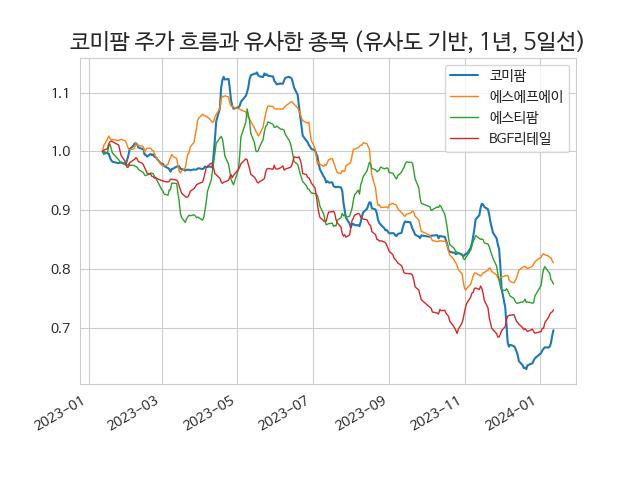 코미팜 주가 흐름과 유사한 종목 (유사도 기반, 1년, 5일선)
코미팜
에스에프에이
에스티팜
BGF리테일
1.1
1.0
0.9
0.8
0.7
2023-01
2023-03
2023-05
2023-07
2023-09
2023-11
2024-01